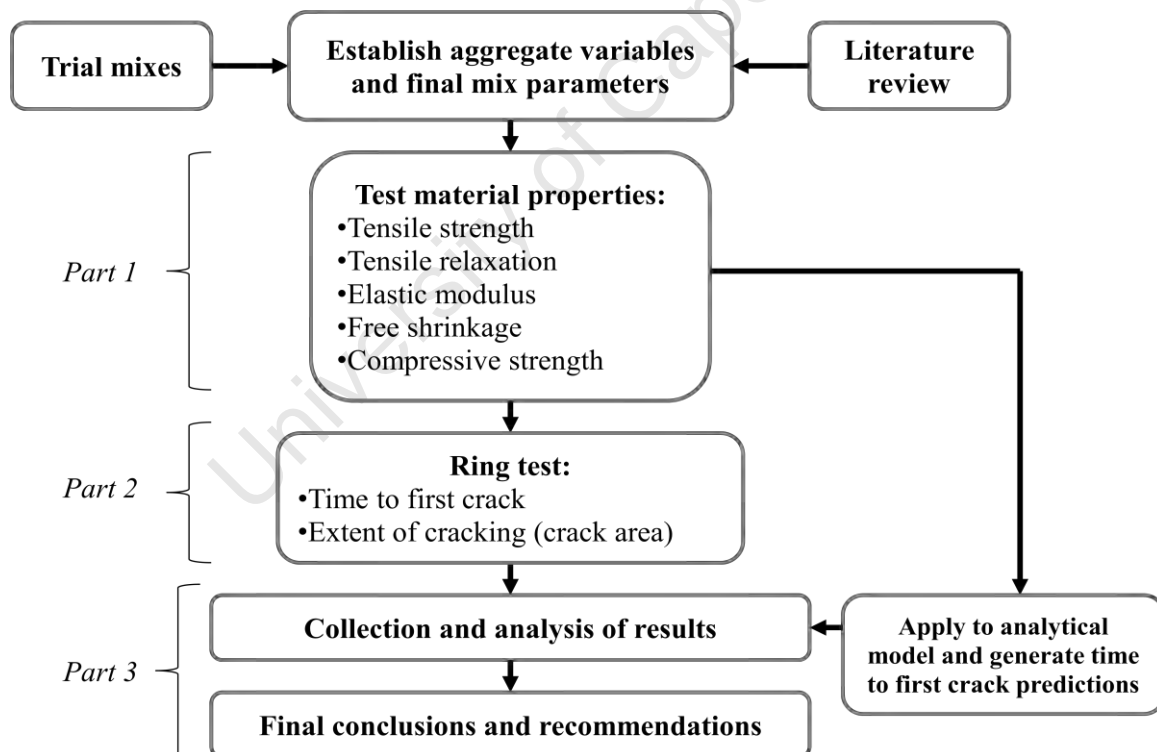 Trial mixes
Establish aggregate variables
and final mix parameters
Literature
review
Part 1
Test material properties:
•Tensile strength
•Tensile relaxation
•Elastic modulus
•Free shrinkage
•Compressive strength
Part 2
Ring test:
•Time to first crack
•Extent of cracking (crack area)
Part 3
Collection and analysis of results
Apply to analytical
model and generate time
to first crack predictions
Final conclusions and recommendations
University of Cape